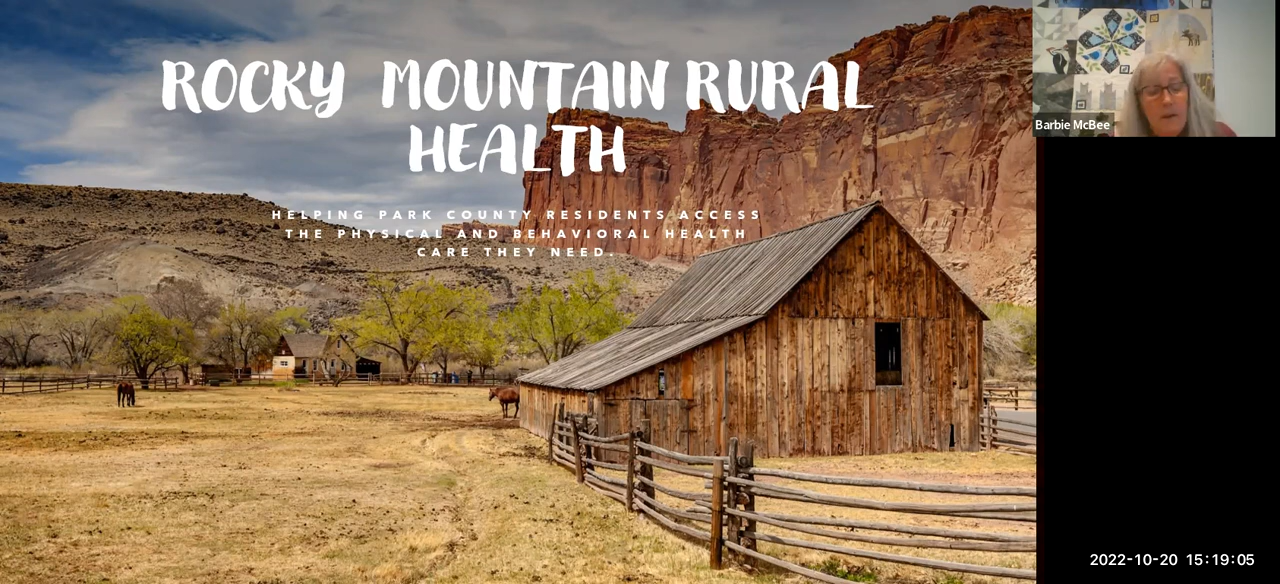 ROCKY MOUNTAIN RURAL
HEALTH
HELPING PARK COUNTY RESIDENTS ACCESS
THE PHYSICAL AND BEHAVIORAL HEALTH
CARE THEY NEED.
Barbie McBee
2022-10-20 15:19:05